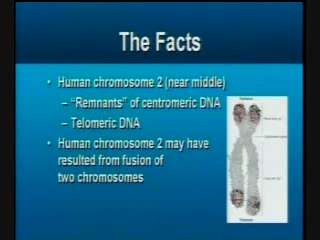 The Facts
• Human chromosome 2 (near middle)
– “Remnants” of centromeric DNA
– Telomeric DNA
• Human chromosome 2 may have
resulted from fusion of
two chromosomes